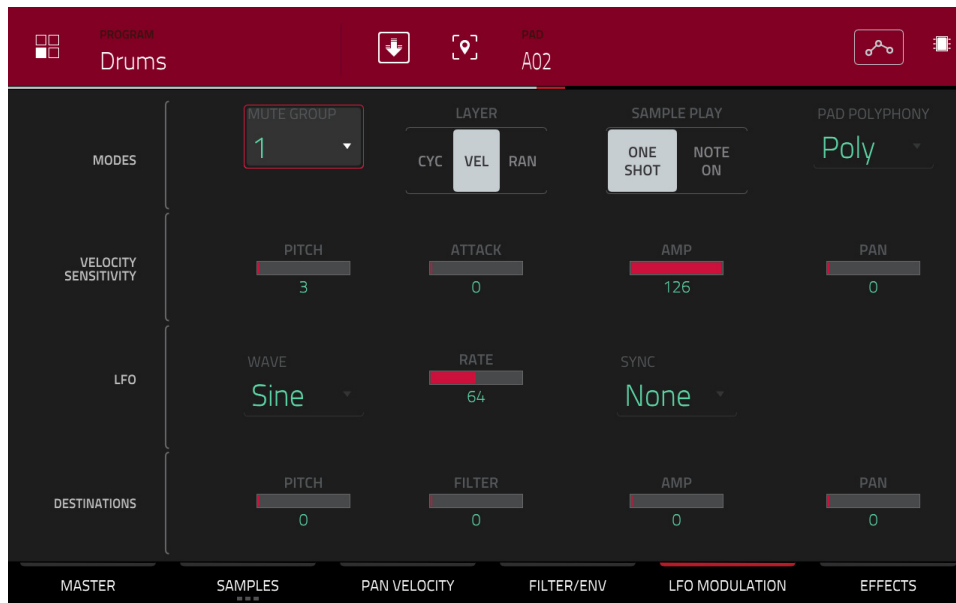 PROGRAM
Drums
PAD
A02
MODES
MUTE GROUP
1
LAYER
CYC VEL RAN
SAMPLE PLAY
ONE SHOT
NOTE ON
PAD POLYPHONY
Poly
VELOCITY
SENSITIVITY
PITCH
3
ATTACK
0
AMP
126
PAN
0
LFO
WAVE
Sine
RATE
64
SYNC
None
DESTINATIONS
PITCH
0
FILTER
0
AMP
0
PAN
0
MASTER SAMPLES PAN VELOCITY FILTER/ENV LFO MODULATION EFFECTS